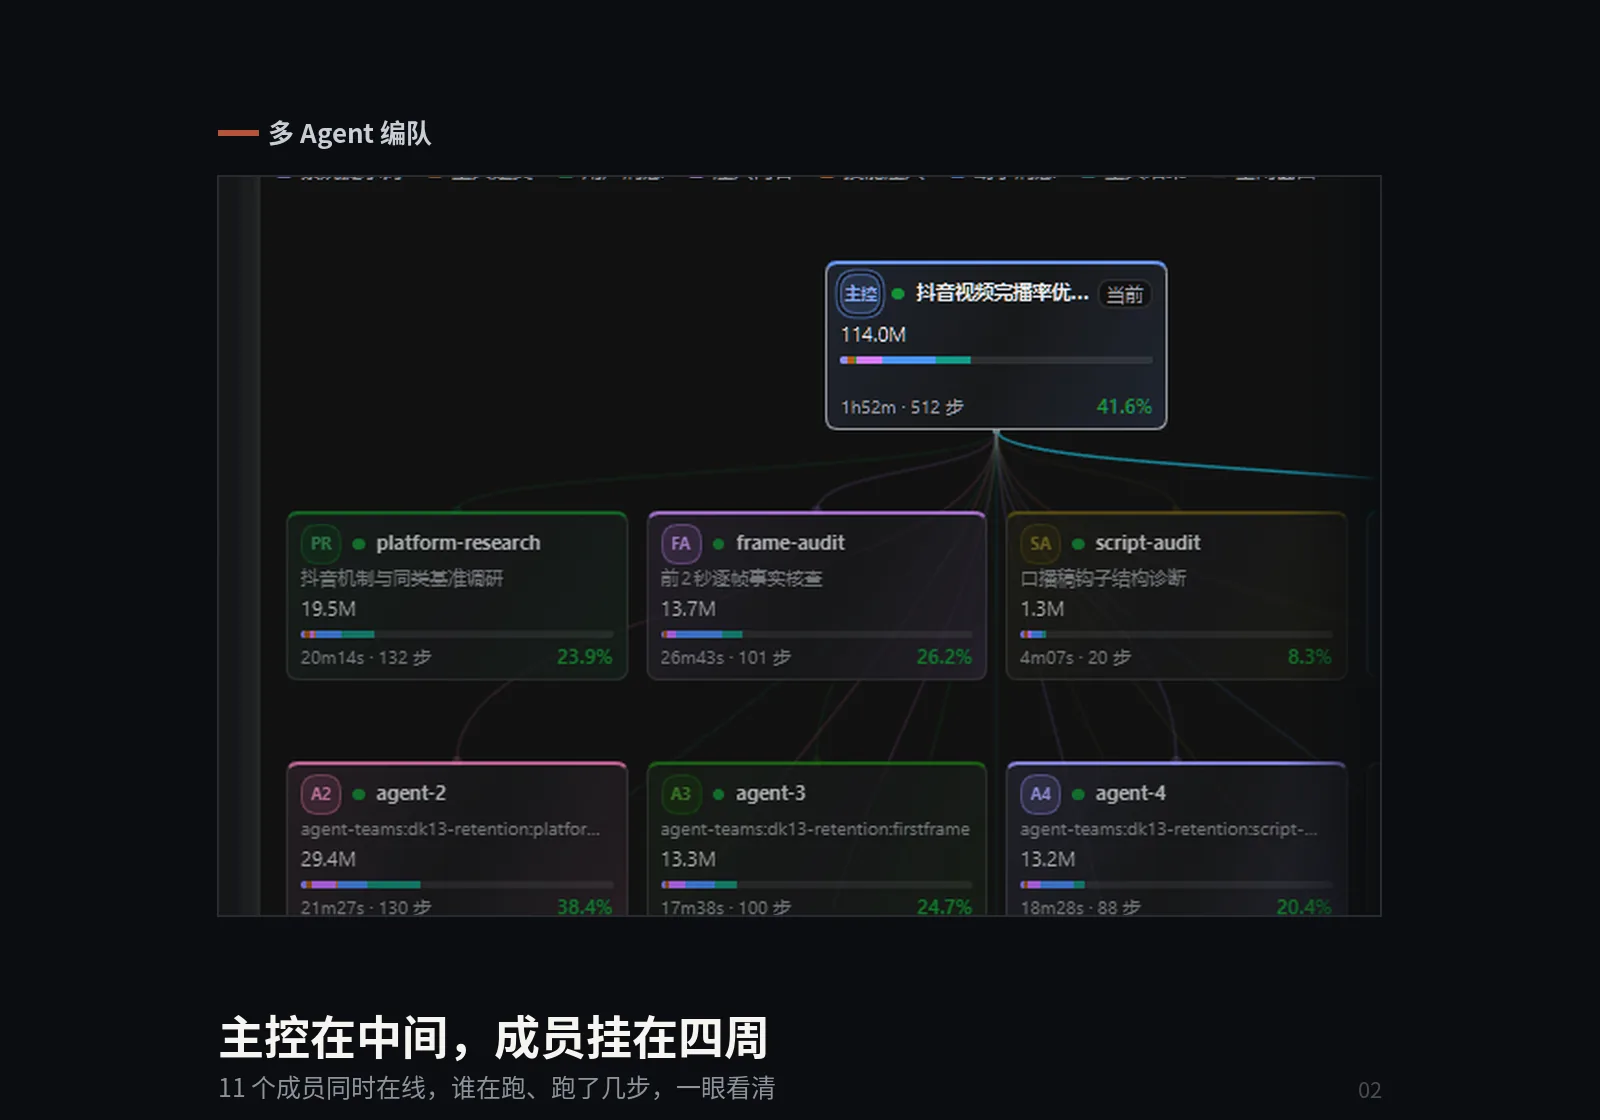 多 Agent 编队
主控 抖音视频完播率优... 当前
114.0M
1h52m · 512 步 41.6%
PR platform-research
抖音机制与同类基准调研
19.5M
20m14s · 132 步 23.9%
FA frame-audit
前2秒逐帧事实核查
13.7M
26m43s · 101 步 26.2%
SA script-audit
口播稿钩子结构诊断
1.3M
4m07s · 20 步 8.3%
A2 agent-2
agent-teams:dk13-retention:platfor...
29.4M
21m27s · 130 步 38.4%
A3 agent-3
agent-teams:dk13-retention:firstframe
13.3M
17m38s · 100 步 24.7%
A4 agent-4
agent-teams:dk13-retention:script-...
13.2M
18m28s · 88 步 20.4%
主控在中间，成员挂在四周
11 个成员同时在线，谁在跑、跑了几步，一眼看清
02